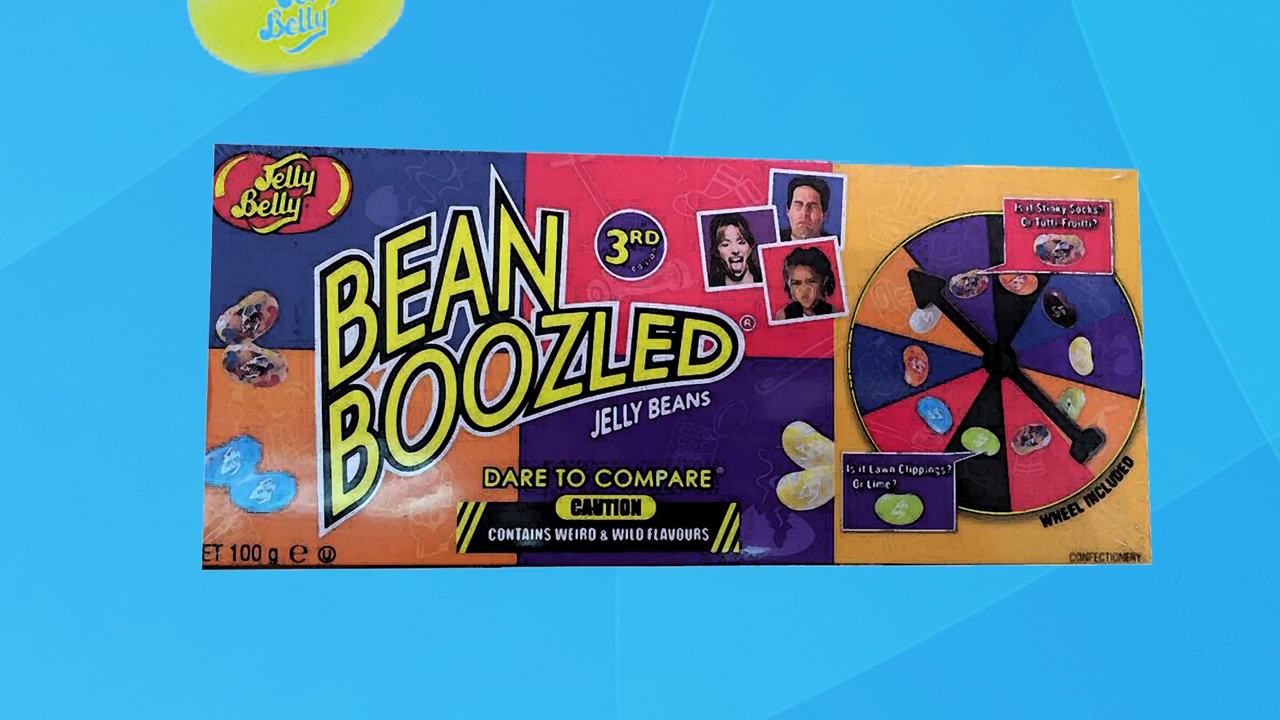 Jelly
Belly
Jelly
Belly
BEAN
BOOZLED®
JELLY BEANS
3RD
edition
Is it Stinky Socks?
Or Tutti-Fruitti?
DARE TO COMPARE®
CAUTION
CONTAINS WEIRD & WILD FLAVOURS
Is it Lawn Clippings?
Or Lime?
WHEEL INCLUDED
ET 100 g e U
CONFECTIONERY